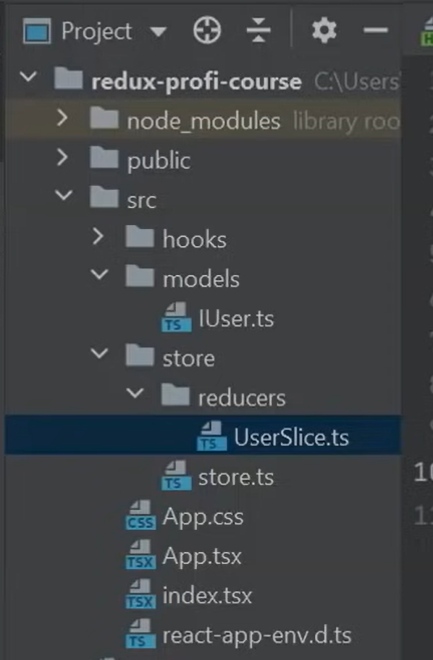 Project
redux-profi-course C:\Users
node_modules library roo
public
src
hooks
models
TS IUser.ts
store
reducers
TS UserSlice.ts
TS store.ts
CSS App.css
TSX App.tsx
TSX index.tsx
TS react-app-env.d.ts